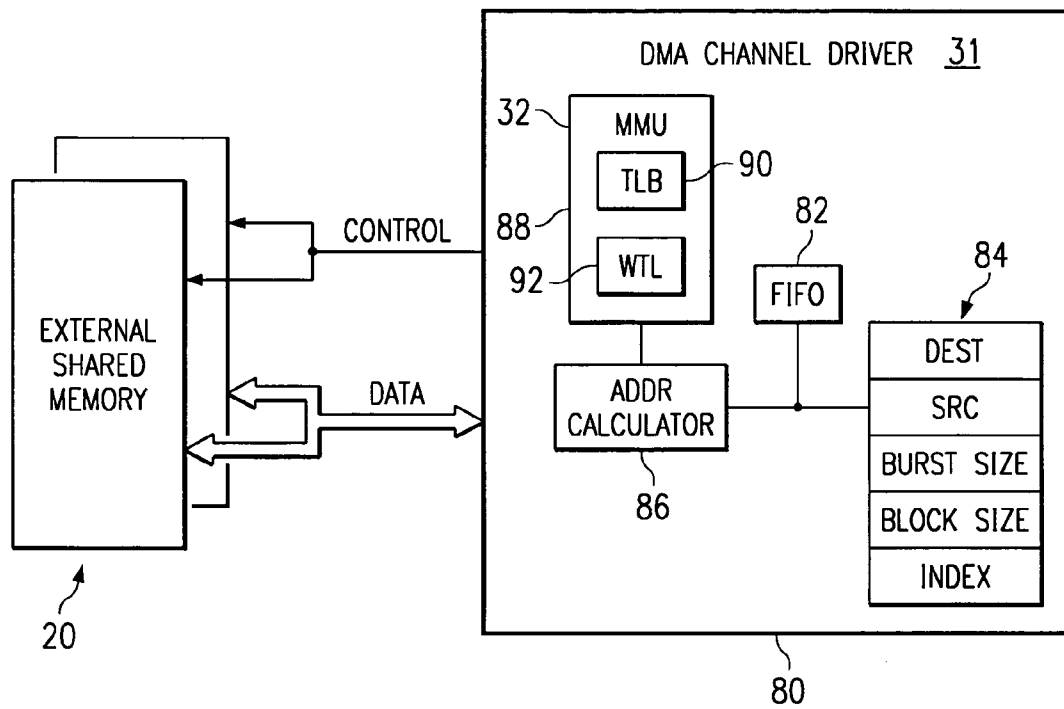 DMA CHANNEL DRIVER 31
32
MMU
TLB
90
88
92
WTL
82
FIFO
84
CONTROL
EXTERNAL
SHARED
MEMORY
DATA
ADDR
CALCULATOR
86
DEST
SRC
BURST SIZE
BLOCK SIZE
INDEX
20
80